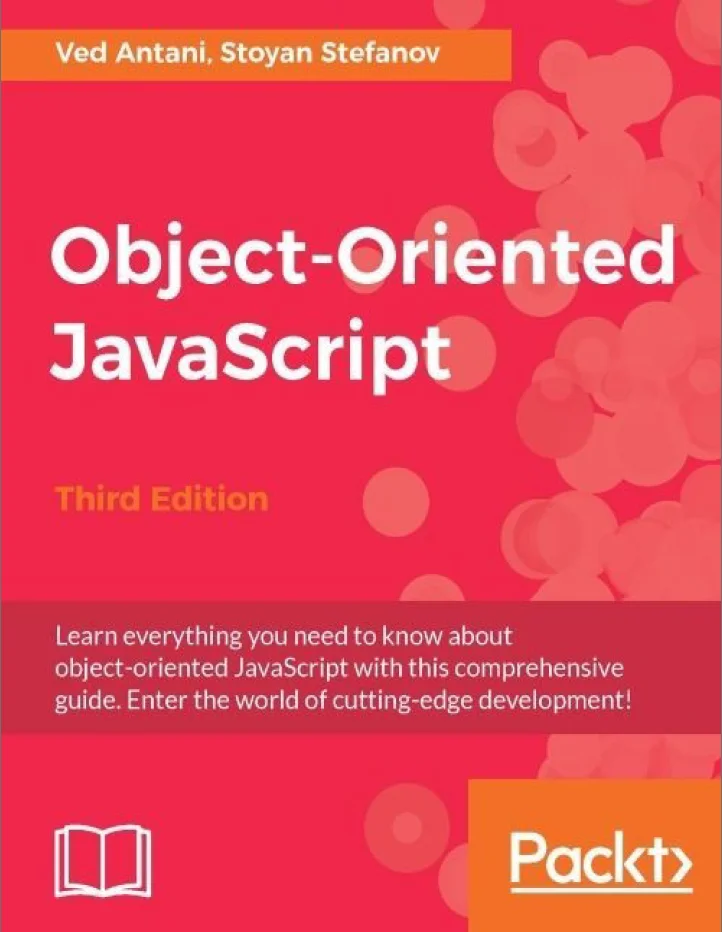 Ved Antani, Stoyan Stefanov
Object-Oriented
JavaScript
Third Edition
Learn everything you need to know about
object-oriented JavaScript with this comprehensive
guide. Enter the world of cutting-edge development!
Packt>